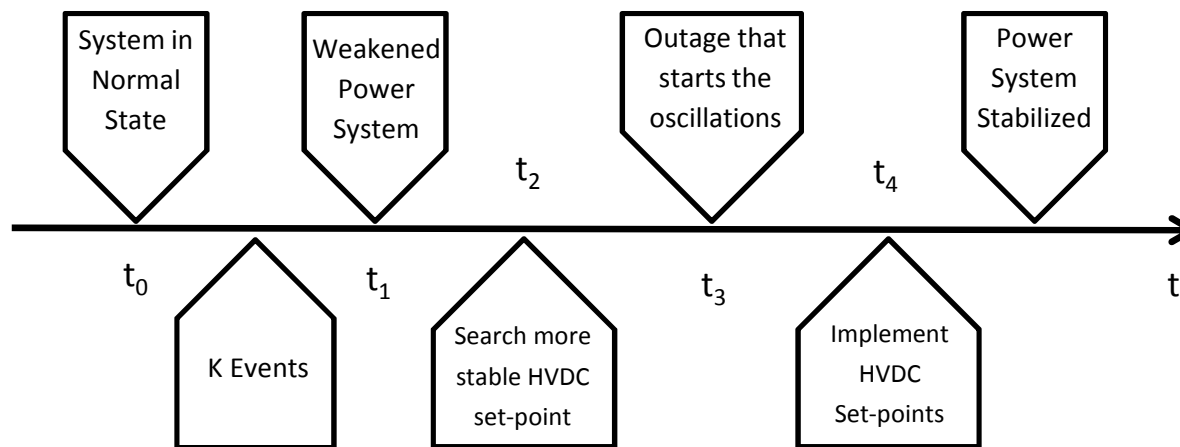 System in
Normal
State
Weakened
Power
System
Outage that
starts the
oscillations
Power
System
Stabilized
t2
t4
t0
t1
t3
t
K Events
Search more
stable HVDC
set-point
Implement
HVDC
Set-points